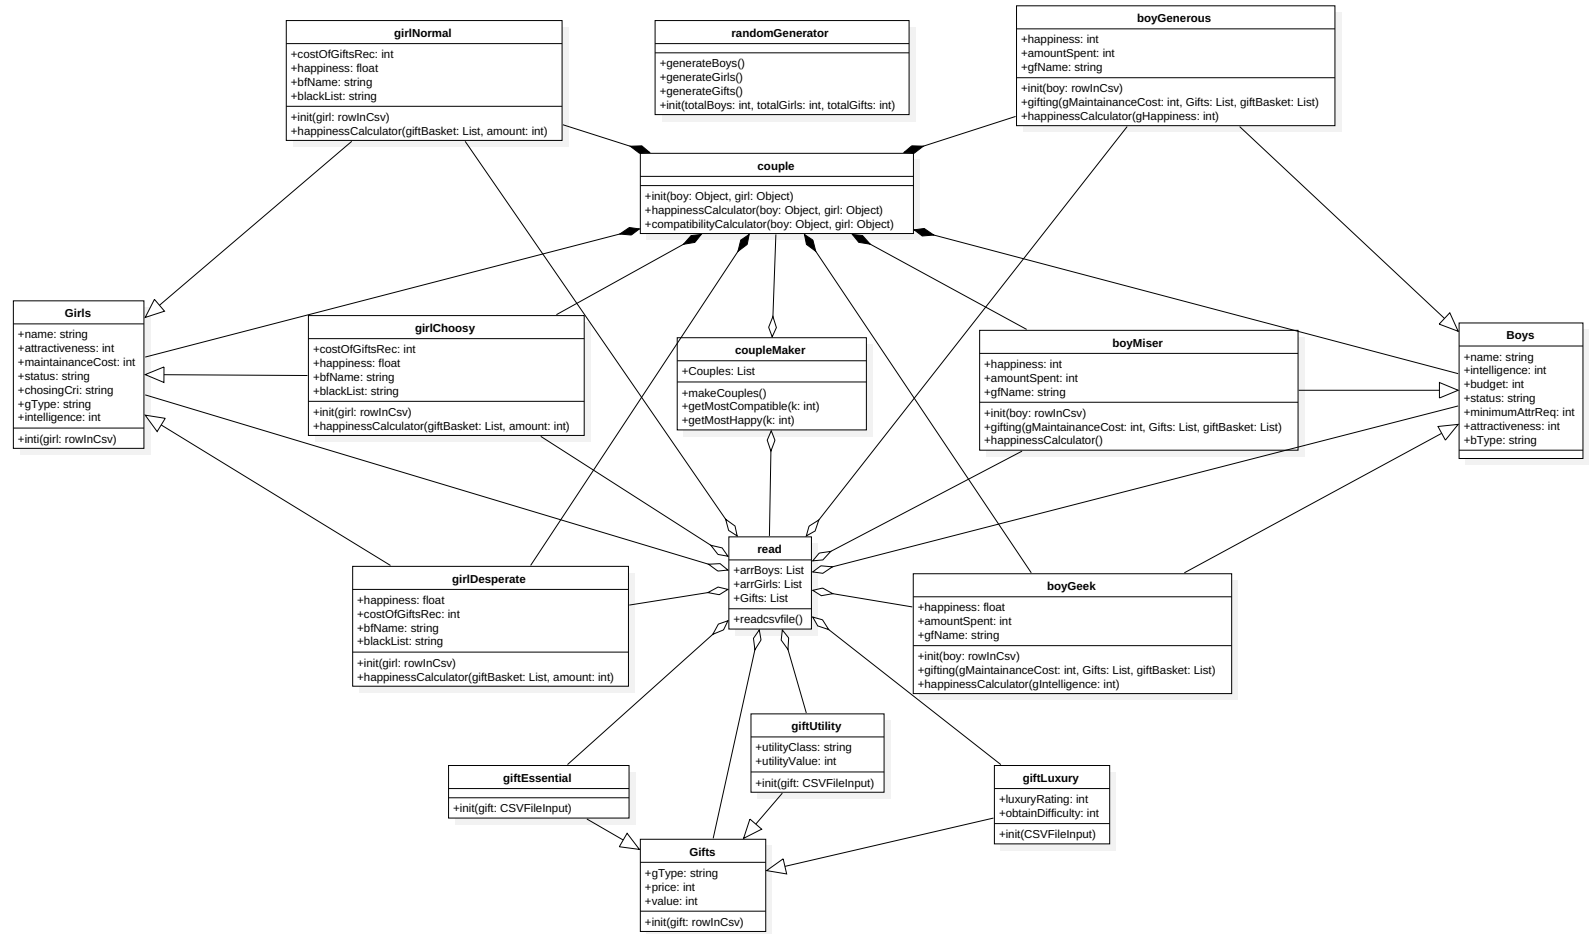 girlNormal
+costOfGiftsRec: int
+happiness: float
+bfName: string
+blackList: string
+init(girl: rowInCsv)
+happinessCalculator(giftBasket: List, amount: int)
randomGenerator
+generateBoys()
+generateGirls()
+generateGifts()
+init(totalBoys: int, totalGirls: int, totalGifts: int)
boyGenerous
+happiness: int
+amountSpent: int
+gfName: string
+init(boy: rowInCsv)
+gifting(gMaintainanceCost: int, Gifts: List, giftBasket: List)
+happinessCalculator(gHappiness: int)
couple
+init(boy: Object, girl: Object)
+happinessCalculator(boy: Object, girl: Object)
+compatibilityCalculator(boy: Object, girl: Object)
Girls
+name: string
+attractiveness: int
+maintainanceCost: int
+status: string
+chosingCri: string
+gType: string
+intelligence: int
+inti(girl: rowInCsv)
girlChoosy
+costOfGiftsRec: int
+happiness: float
+bfName: string
+blackList: string
+init(girl: rowInCsv)
+happinessCalculator(giftBasket: List, amount: int)
coupleMaker
+Couples: List
+makeCouples()
+getMostCompatible(k: int)
+getMostHappy(k: int)
boyMiser
+happiness: int
+amountSpent: int
+gfName: string
+init(boy: rowInCsv)
+gifting(gMaintainanceCost: int, Gifts: List, giftBasket: List)
+happinessCalculator()
Boys
+name: string
+intelligence: int
+budget: int
+status: string
+minimumAttrReq: int
+attractiveness: int
+bType: string
read
+arrBoys: List
+arrGirls: List
+Gifts: List
+readcsvfile()
girlDesperate
+happiness: float
+costOfGiftsRec: int
+bfName: string
+blackList: string
+init(girl: rowInCsv)
+happinessCalculator(giftBasket: List, amount: int)
boyGeek
+happiness: float
+amountSpent: int
+gfName: string
+init(boy: rowInCsv)
+gifting(gMaintainanceCost: int, Gifts: List, giftBasket: List)
+happinessCalculator(gIntelligence: int)
giftUtility
+utilityClass: string
+utilityValue: int
+init(gift: CSVFileInput)
giftEssential
+init(gift: CSVFileInput)
giftLuxury
+luxuryRating: int
+obtainDifficulty: int
+init(CSVFileInput)
Gifts
+gType: string
+price: int
+value: int
+init(gift: rowInCsv)